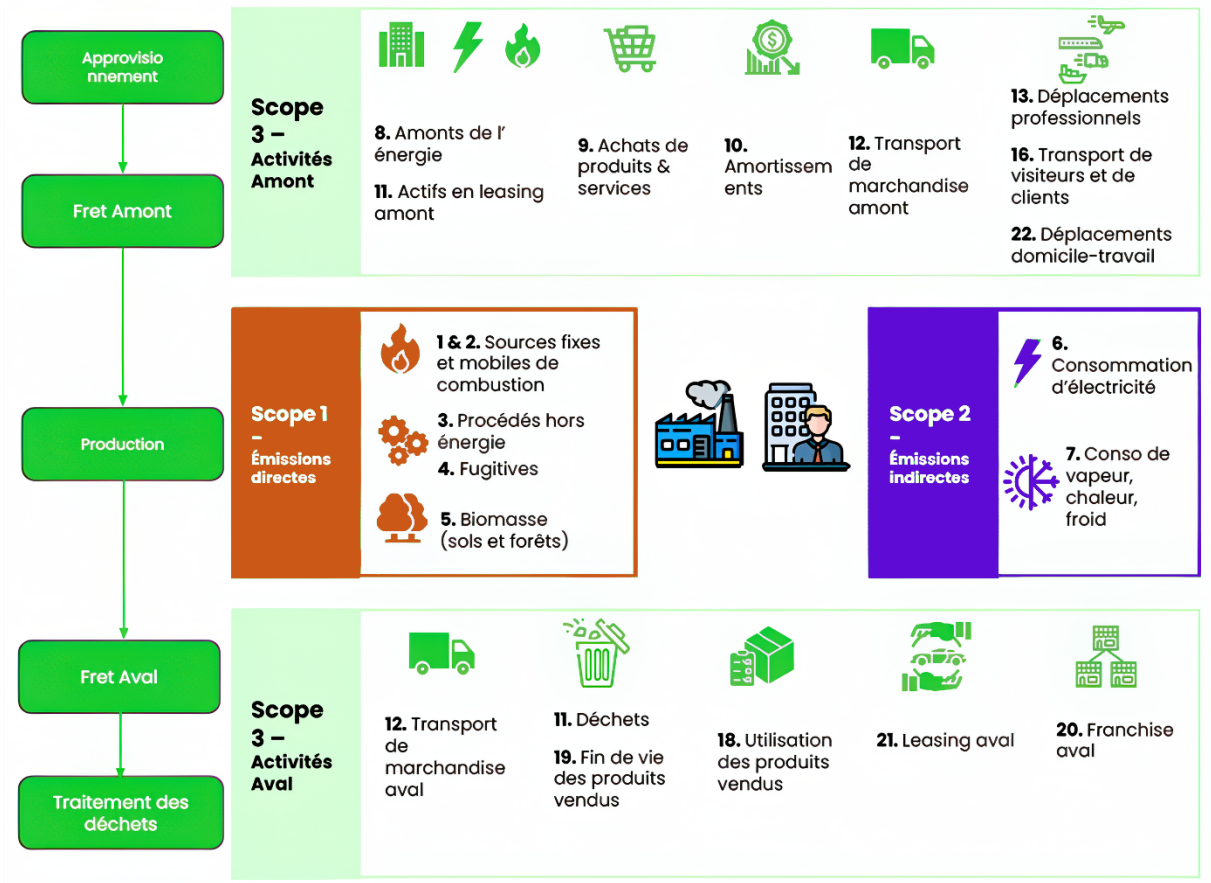 Approvisio
nnement
Fret Amont
Production
Fret Aval
Traitement des
déchets
Scope
3 –
Activités
Amont
8. Amonts de l'
énergie
11. Actifs en leasing
amont
9. Achats de
produits &
services
10.
Amortissem
ents
12. Transport
de
marchandise
amont
13. Déplacements
professionnels
16. Transport de
visiteurs et de
clients
22. Déplacements
domicile-travail
Scope 1
–
Émissions
directes
1 & 2. Sources fixes
et mobiles de
combustion
3. Procédés hors
énergie
4. Fugitives
5. Biomasse
(sols et forêts)
Scope 2
–
Émissions
indirectes
6.
Consommation
d'électricité
7. Conso de
vapeur,
chaleur,
froid
Scope
3 –
Activités
Aval
12. Transport
de
marchandise
aval
11. Déchets
19. Fin de vie
des produits
vendus
18. Utilisation
des produits
vendus
21. Leasing aval
20. Franchise
aval